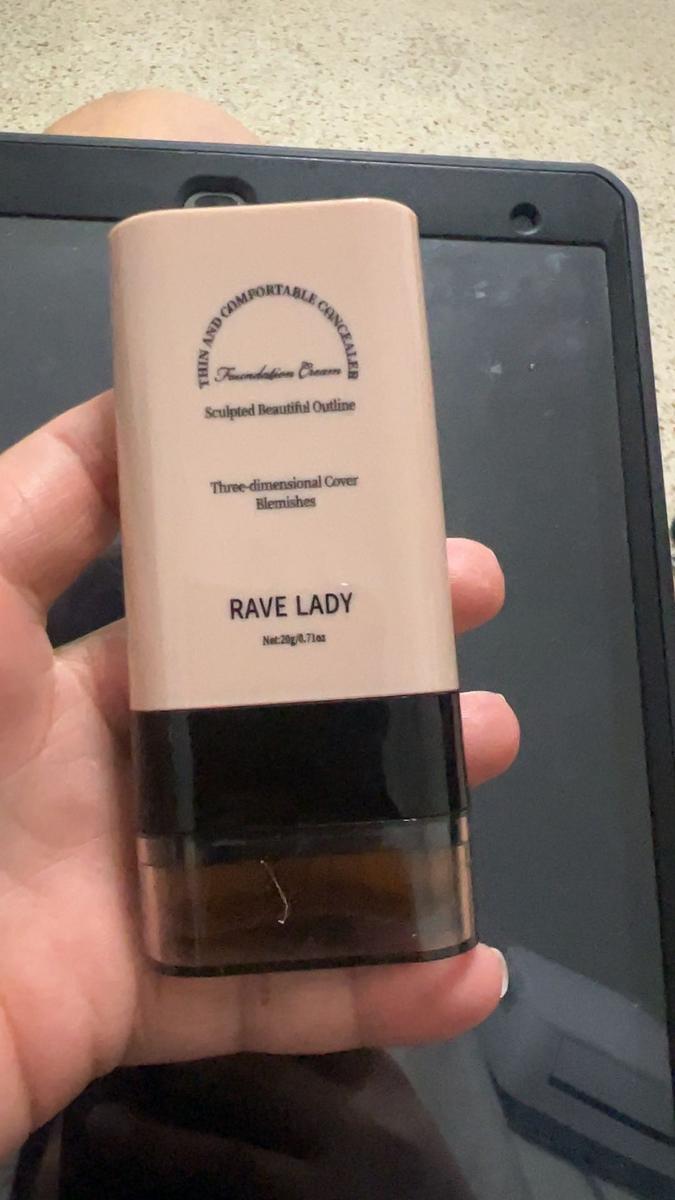 THIN AND COMFORTABLE CONCEALER
Foundation Cream
Sculpted Beautiful Outline
Three-dimensional Cover
Blemishes
RAVE LADY
Net:20g/0.71oz